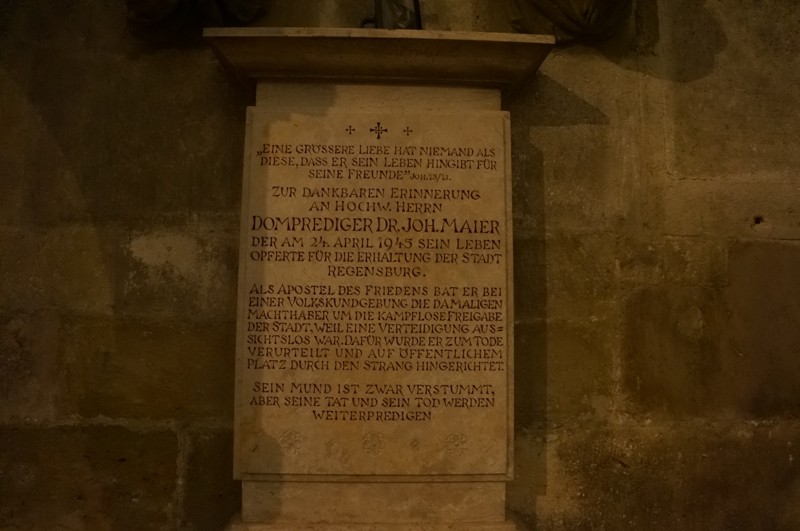 „EINE GRÖSSERE LIEBE HAT NIEMAND ALS
DIESE, DASS ER SEIN LEBEN HINGIBT FÜR
SEINE FREUNDE" JOH.
ZUR DANKBAREN ERINNERUNG
AN HOCHW. HERRN
DOMPREDIGER DR. JOH. MAIER
DER AM 24. APRIL 1945 SEIN LEBEN
OPFERTE FÜR DIE ERHALTUNG DER STADT
REGENSBURG.
ALS APOSTEL DES FRIEDENS BAT ER BEI
EINER VOLKSKUNDGEBUNG DIE DAMALIGEN
MACHTHABER UM DIE KAMPFLOSE FREIGABE
DER STADT, WEIL EINE VERTEIDIGUNG AUS=
SICHTSLOS WAR. DAFÜR WURDE ER ZUM TODE
VERURTEILT UND AUF ÖFFENTLICHEM
PLATZ DURCH DEN STRANG HINGERICHTET.
SEIN MUND IST ZWAR VERSTUMMT,
ABER SEINE TAT UND SEIN TOD WERDEN
WEITERPREDIGEN